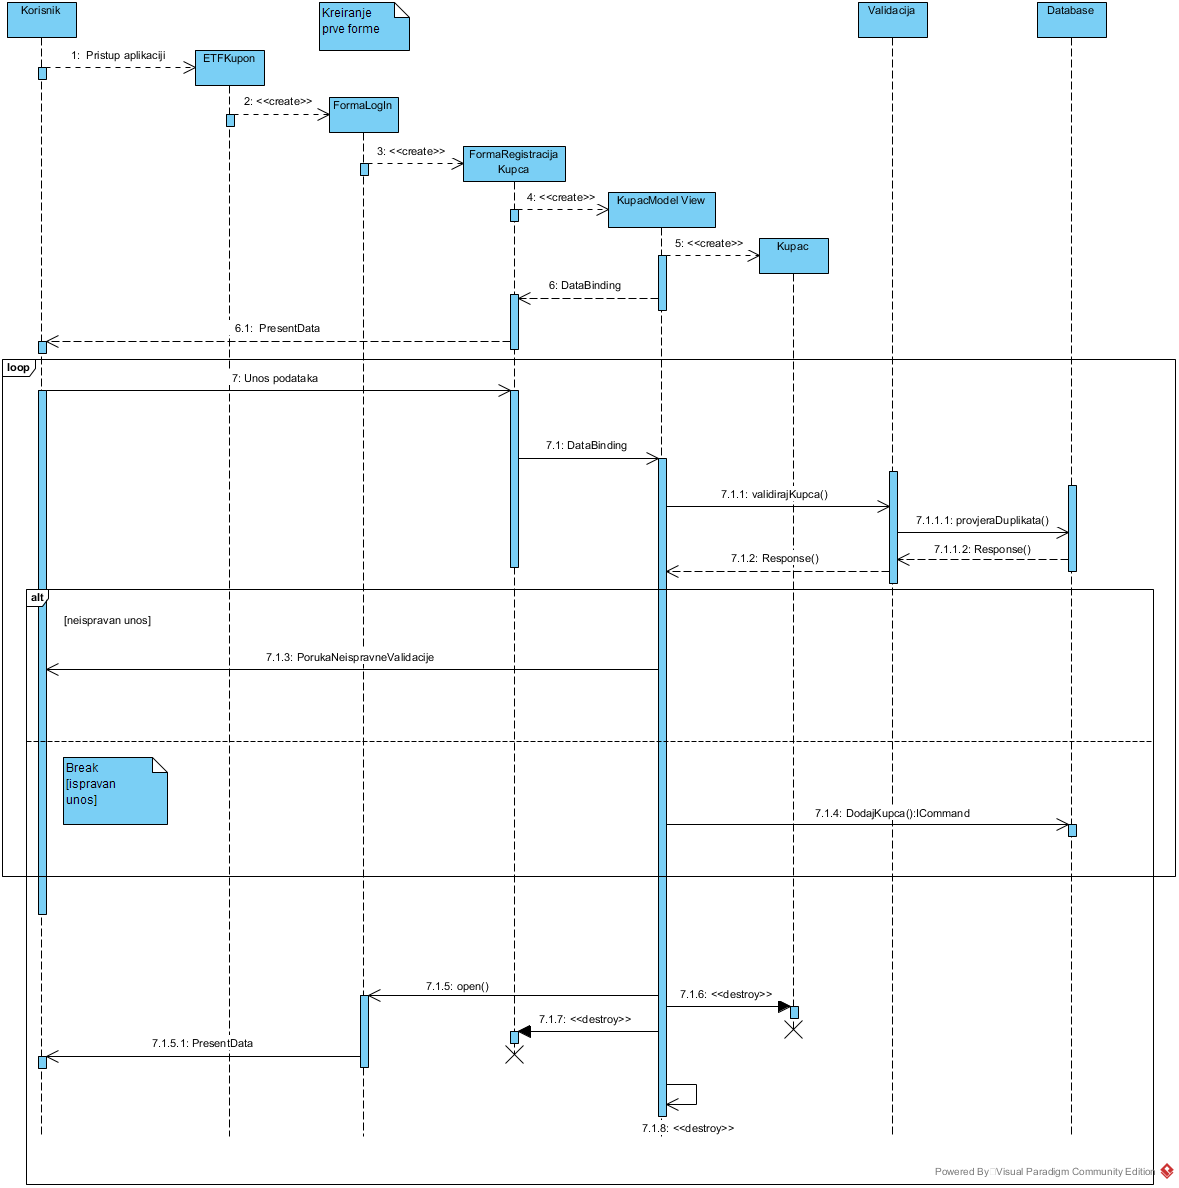 Korisnik
Kreiranje
prve forme
Validacija
Database
1: Pristup aplikaciji
ETFKupon
2: <<create>>
FormaLogIn
3: <<create>>
FormaRegistracija
Kupca
4: <<create>>
KupacModel View
5: <<create>>
Kupac
6: DataBinding
6.1: PresentData
loop
7: Unos podataka
7.1: DataBinding
7.1.1: validirajKupca()
7.1.1.1: provjeraDuplikata()
7.1.1.2: Response()
7.1.2: Response()
alt
[neispravan unos]
7.1.3: PorukaNeispravneValidacije
Break
[ispravan
unos]
7.1.4: DodajKupca():ICommand
7.1.5: open()
7.1.6: <<destroy>>
7.1.7: <<destroy>>
7.1.5.1: PresentData
7.1.8: <<destroy>>
Powered By Visual Paradigm Community Edition